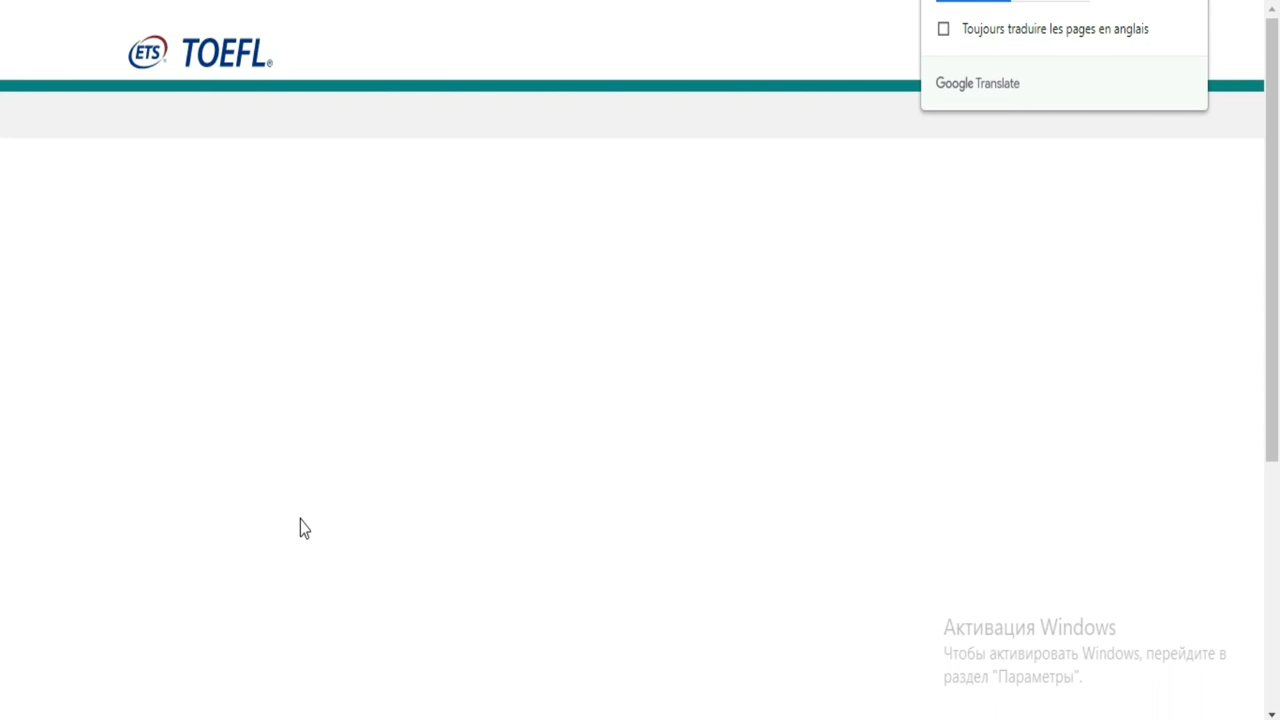 ETS TOEFL®
Toujours traduire les pages en anglais
Google Translate
Активация Windows
Чтобы активировать Windows, перейдите в
раздел "Параметры".